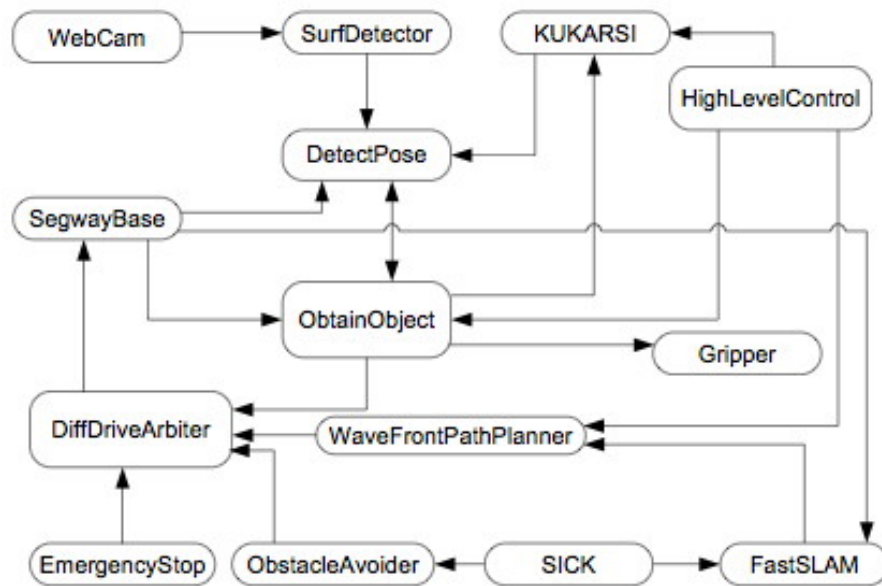 WebCam
SurfDetector
KUKARSI
HighLevelControl
DetectPose
SegwayBase
ObtainObject
Gripper
DiffDriveArbiter
WaveFrontPathPlanner
EmergencyStop
ObstacleAvoider
SICK
FastSLAM